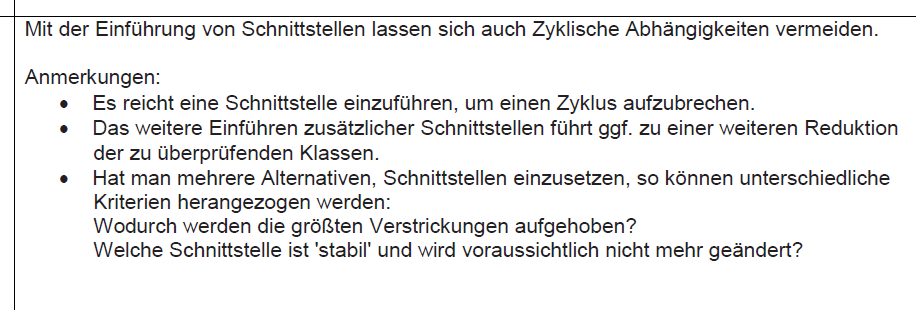 Mit der Einführung von Schnittstellen lassen sich auch Zyklische Abhängigkeiten vermeiden.
Anmerkungen:
• Es reicht eine Schnittstelle einzuführen, um einen Zyklus aufzubrechen.
• Das weitere Einführen zusätzlicher Schnittstellen führt ggf. zu einer weiteren Reduktion
der zu überprüfenden Klassen.
• Hat man mehrere Alternativen, Schnittstellen einzusetzen, so können unterschiedliche
Kriterien herangezogen werden:
Wodurch werden die größten Verstrickungen aufgehoben?
Welche Schnittstelle ist 'stabil' und wird voraussichtlich nicht mehr geändert?